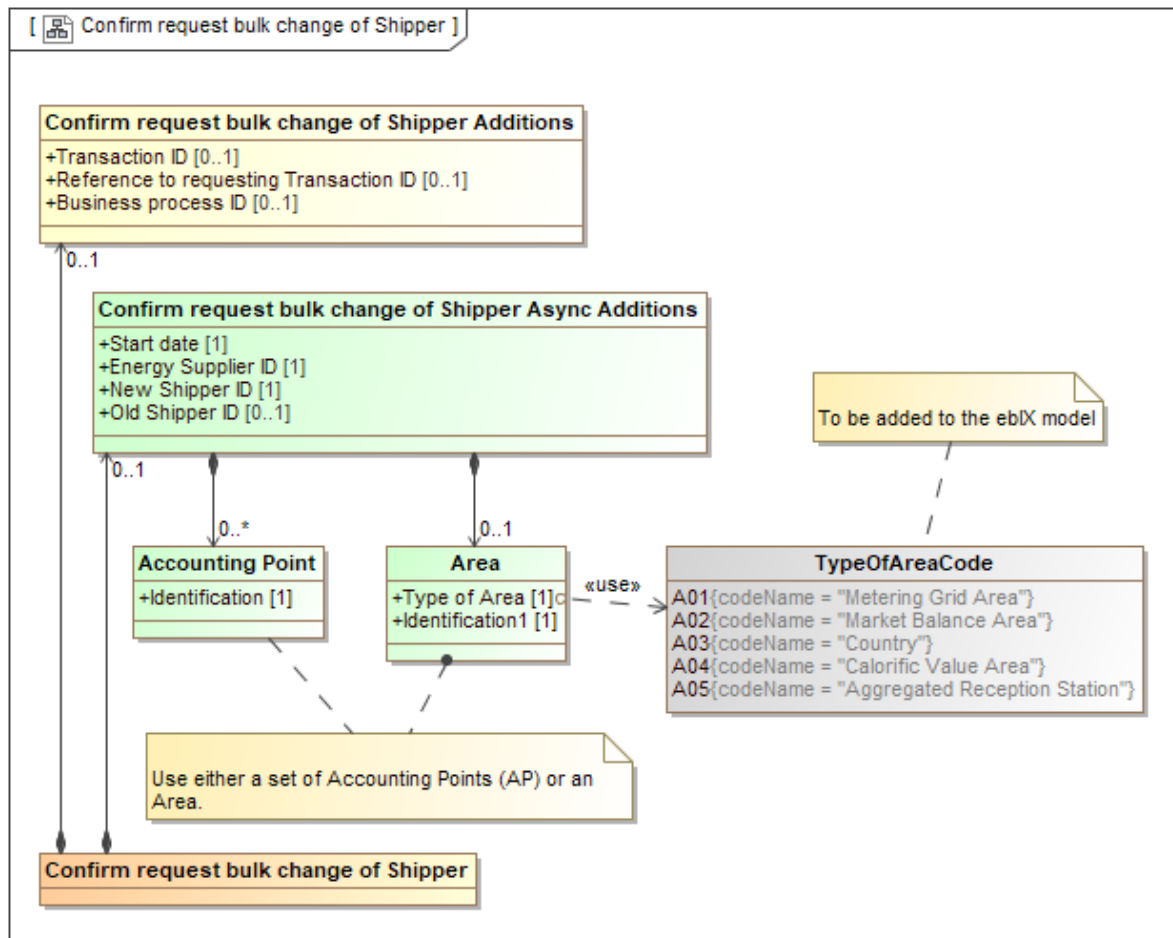 [ Confirm request bulk change of Shipper ]
Confirm request bulk change of Shipper Additions
+Transaction ID [0..1]
+Reference to requesting Transaction ID [0..1]
+Business process ID [0..1]
0..1
Confirm request bulk change of Shipper Async Additions
+Start date [1]
+Energy Supplier ID [1]
+New Shipper ID [1]
+Old Shipper ID [0..1]
To be added to the ebIX model
0..1
0..*
0..1
Accounting Point
+Identification [1]
Area
+Type of Area [1]
+Identification1 [1]
«use»
TypeOfAreaCode
A01{codeName = "Metering Grid Area"}
A02{codeName = "Market Balance Area"}
A03{codeName = "Country"}
A04{codeName = "Calorific Value Area"}
A05{codeName = "Aggregated Reception Station"}
Use either a set of Accounting Points (AP) or an
Area.
Confirm request bulk change of Shipper